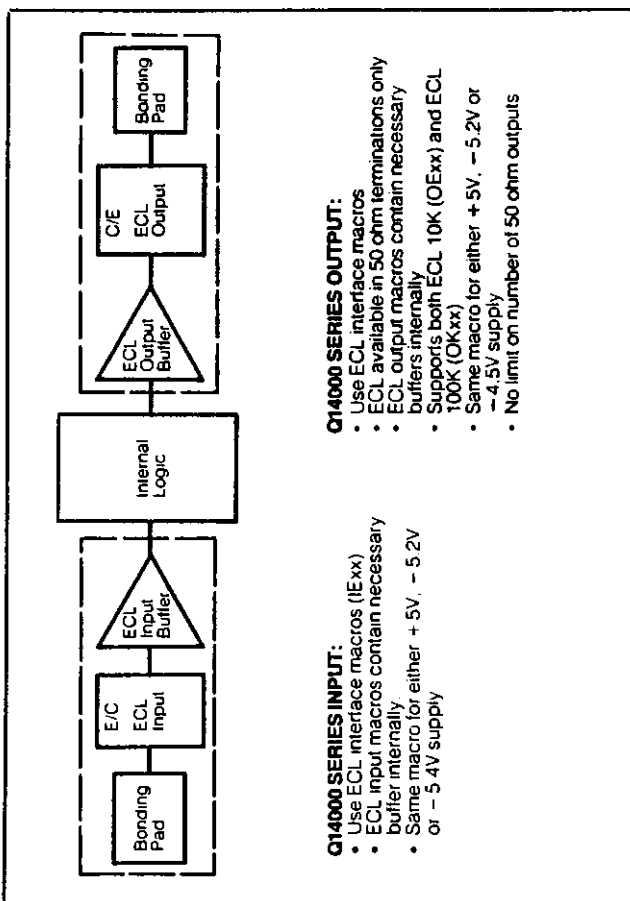 Bonding
Pad
E/C
ECL
Input
ECL
Input
Buffer
Internal
Logic
ECL
Output
Buffer
C/E
ECL
Output
Bonding
Pad
Q14000 SERIES INPUT:
• Use ECL interface macros (IExx)
• ECL input macros contain necessary
buffer internally.
• Same macro for either + 5V, − 5.2V
or − 5 4V supply
Q14000 SERIES OUTPUT:
• Use ECL interface macros
• ECL available in 50 ohm terminations only
• ECL output macros contain necessary
buffers internally
• Supports both ECL 10K (OExx) and ECL
100K (OKxx)
• Same macro for either + 5V, − 5.2V or
− 4.5V supply
• No limit on number of 50 ohm outputs